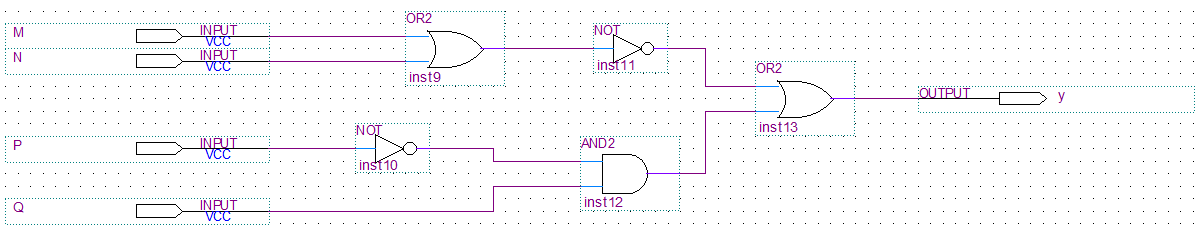 OR2
M INPUT VCC NOT
N INPUT VCC inst9 inst11 OR2
OUTPUT y
inst13
NOT
P INPUT VCC AND2
inst10
Q INPUT VCC inst12